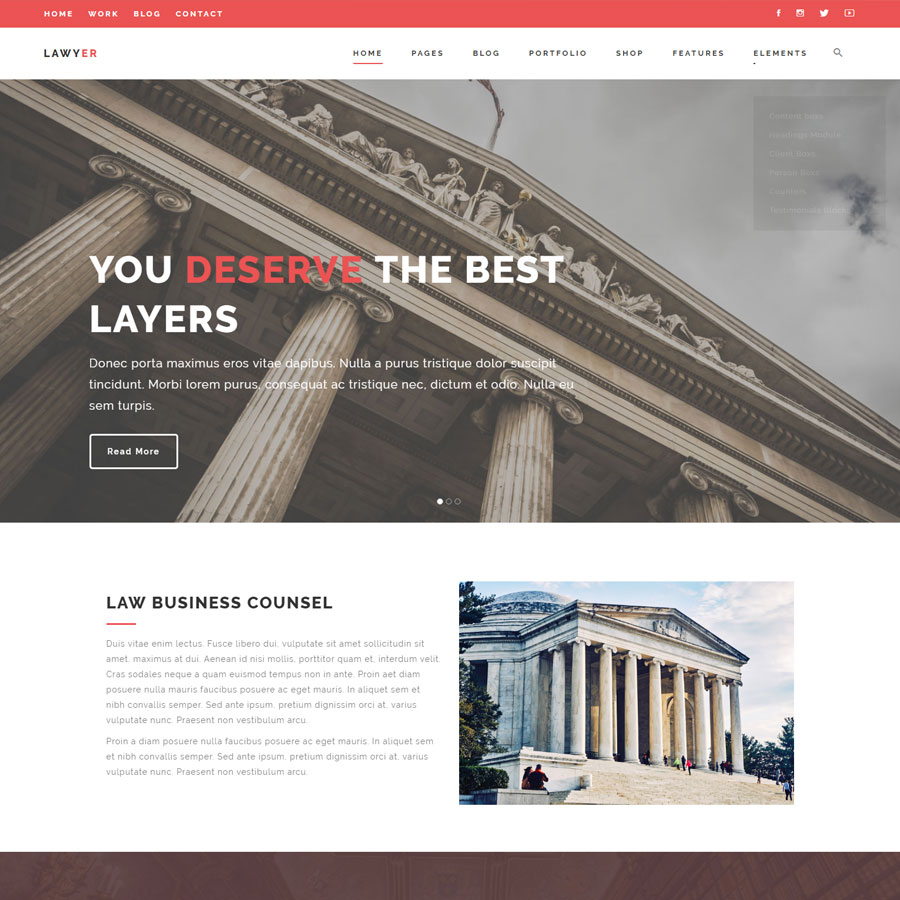 HOME WORK BLOG CONTACT
LAWYER
HOME PAGES BLOG PORTFOLIO SHOP FEATURES ELEMENTS
Content boxs
Headings Module
Client Boxs
Person Boxs
Counters
Testimonials Block
YOU DESERVE THE BEST
LAYERS
Donec porta maximus eros vitae dapibus. Nulla a purus tristique dolor suscipit
tincidunt. Morbi lorem purus, consequat ac tristique nec, dictum et odio. Nulla eu
sem turpis.
Read More
LAW BUSINESS COUNSEL
Duis vitae enim lectus. Fusce libero dui, vulputate sit amet sollicitudin sit
amet, maximus at dui. Aenean id nisi mollis, porttitor quam et, interdum velit
Cras sodales neque a quam euismod tempus non in ante. Proin aet diam
posuere nulla mauris faucibus posuere ac eget mauris. In aliquet sem et
nibh convallis semper. Sed ante ipsum, pretium dignissim orci at, varius
vulputate nunc. Praesent non vestibulum arcu.
Proin a diam posuere nulla faucibus posuere ac eget mauris. In aliquet sem
et nibh convallis semper. Sed ante ipsum, pretium dignissim orci at, varius
vulputate nunc. Praesent non vestibulum arcu.